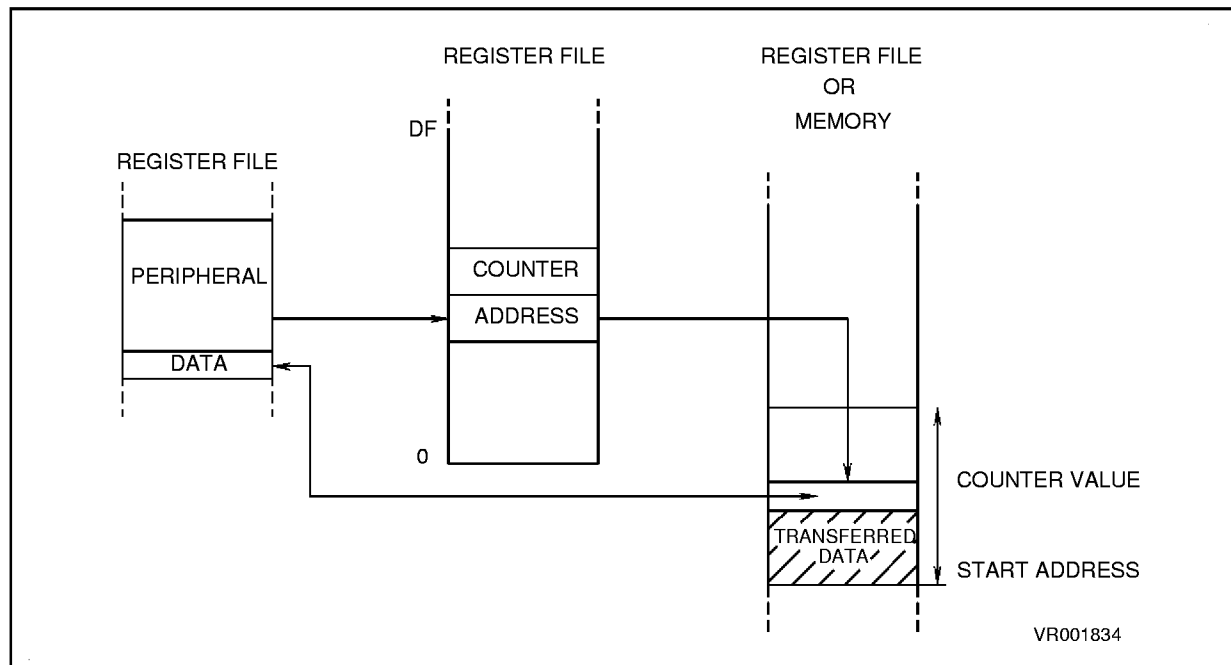 REGISTER FILE
REGISTER FILE
OR
MEMORY
DF
REGISTER FILE
COUNTER
PERIPHERAL
ADDRESS
DATA
0
COUNTER VALUE
TRANSFERRED
DATA
START ADDRESS
VR001834